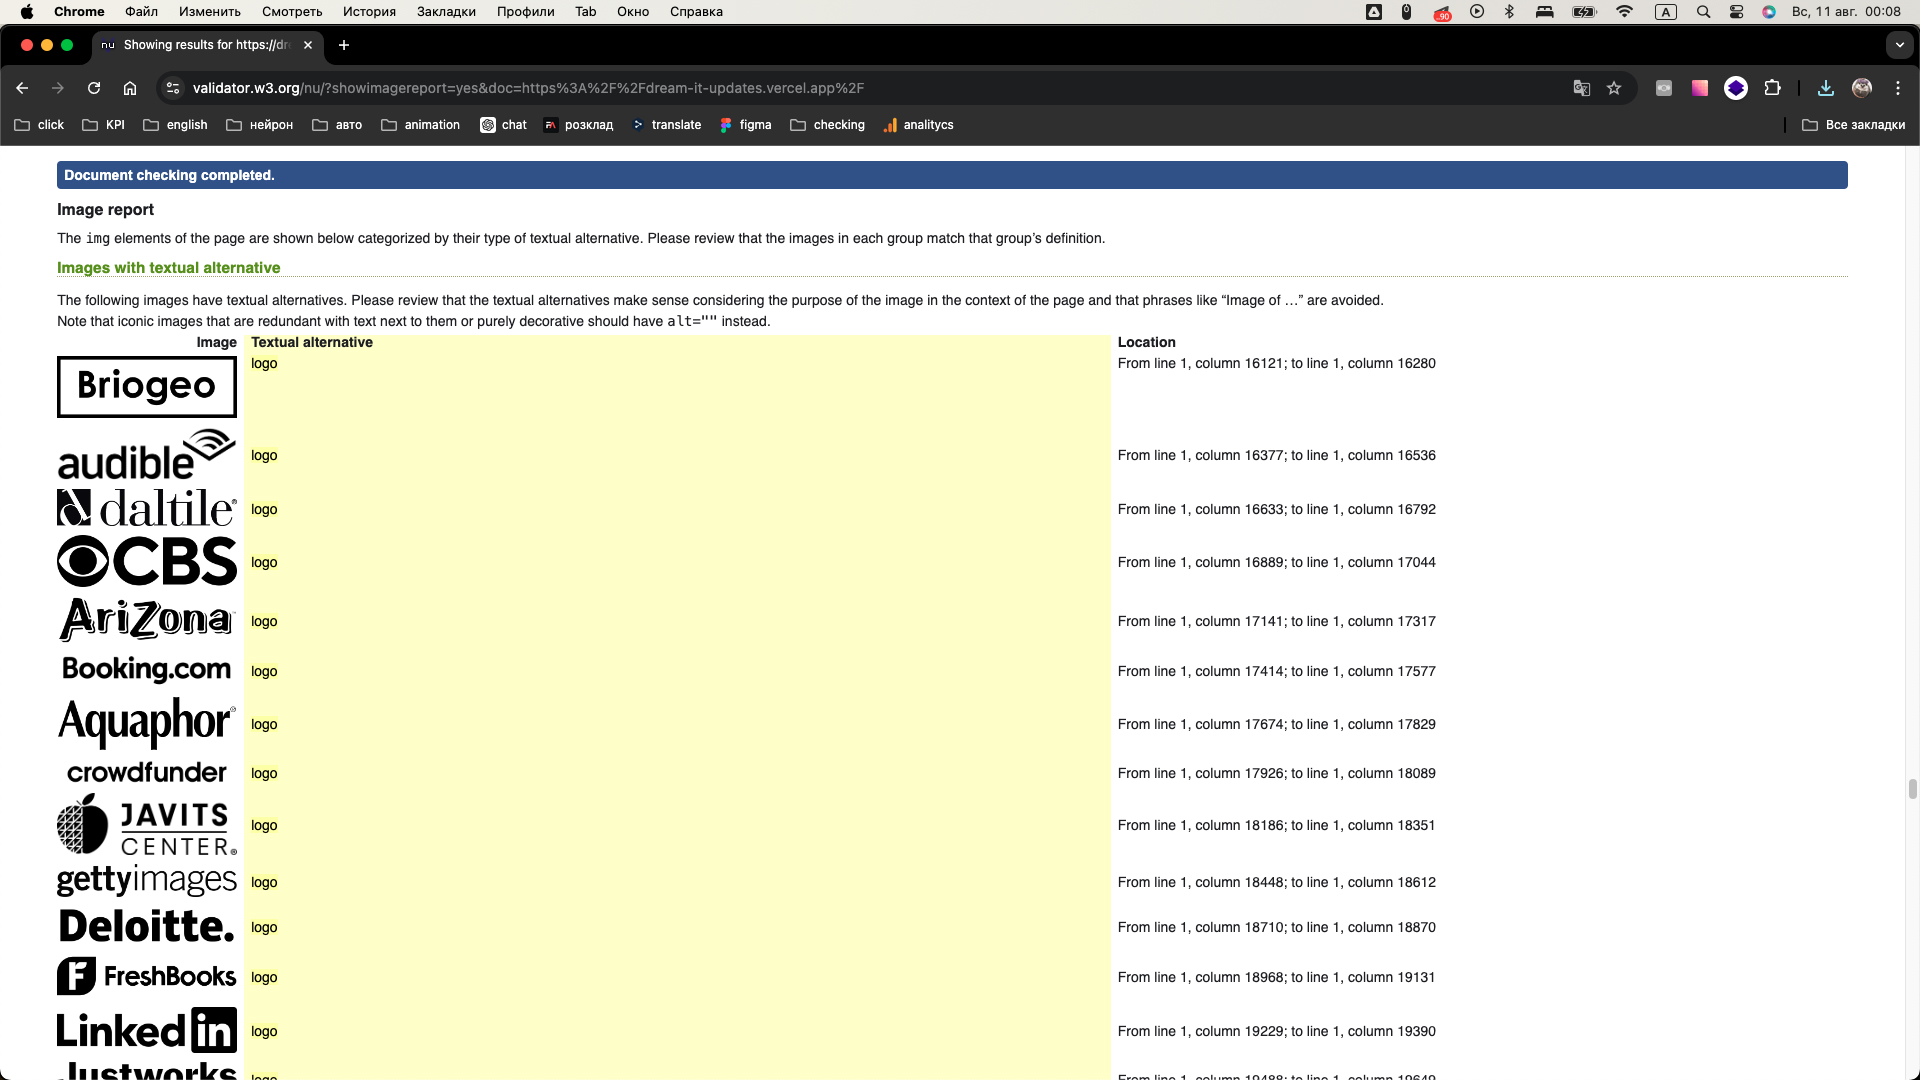 Chrome Файл Изменить Смотреть История Закладки Профили Tab Окно Справка .90 A Вс, 11 авг. 00:08
nu Showing results for https://dr
validator.w3.org/nu/?showimagereport=yes&doc=https%3A%2F%2Fdream-it-updates.vercel.app%2F
click KPI english нейрон авто animation chat розклад translate figma checking analitycs Все закладки
Document checking completed.
Image report
The img elements of the page are shown below categorized by their type of textual alternative. Please review that the images in each group match that group’s definition.
Images with textual alternative
The following images have textual alternatives. Please review that the textual alternatives make sense considering the purpose of the image in the context of the page and that phrases like “Image of …” are avoided.
Note that iconic images that are redundant with text next to them or purely decorative should have alt="" instead.
Image Textual alternative Location
Briogeo logo From line 1, column 16121; to line 1, column 16280
audible logo From line 1, column 16377; to line 1, column 16536
daltile® logo From line 1, column 16633; to line 1, column 16792
CBS logo From line 1, column 16889; to line 1, column 17044
AriZona logo From line 1, column 17141; to line 1, column 17317
Booking.com logo From line 1, column 17414; to line 1, column 17577
Aquaphor® logo From line 1, column 17674; to line 1, column 17829
crowdfunder logo From line 1, column 17926; to line 1, column 18089
JAVITS CENTER® logo From line 1, column 18186; to line 1, column 18351
gettyimages logo From line 1, column 18448; to line 1, column 18612
Deloitte. logo From line 1, column 18710; to line 1, column 18870
FreshBooks logo From line 1, column 18968; to line 1, column 19131
Linked in logo From line 1, column 19229; to line 1, column 19390
Justworks logo From line 1, column 19488; to line 1, column 19649